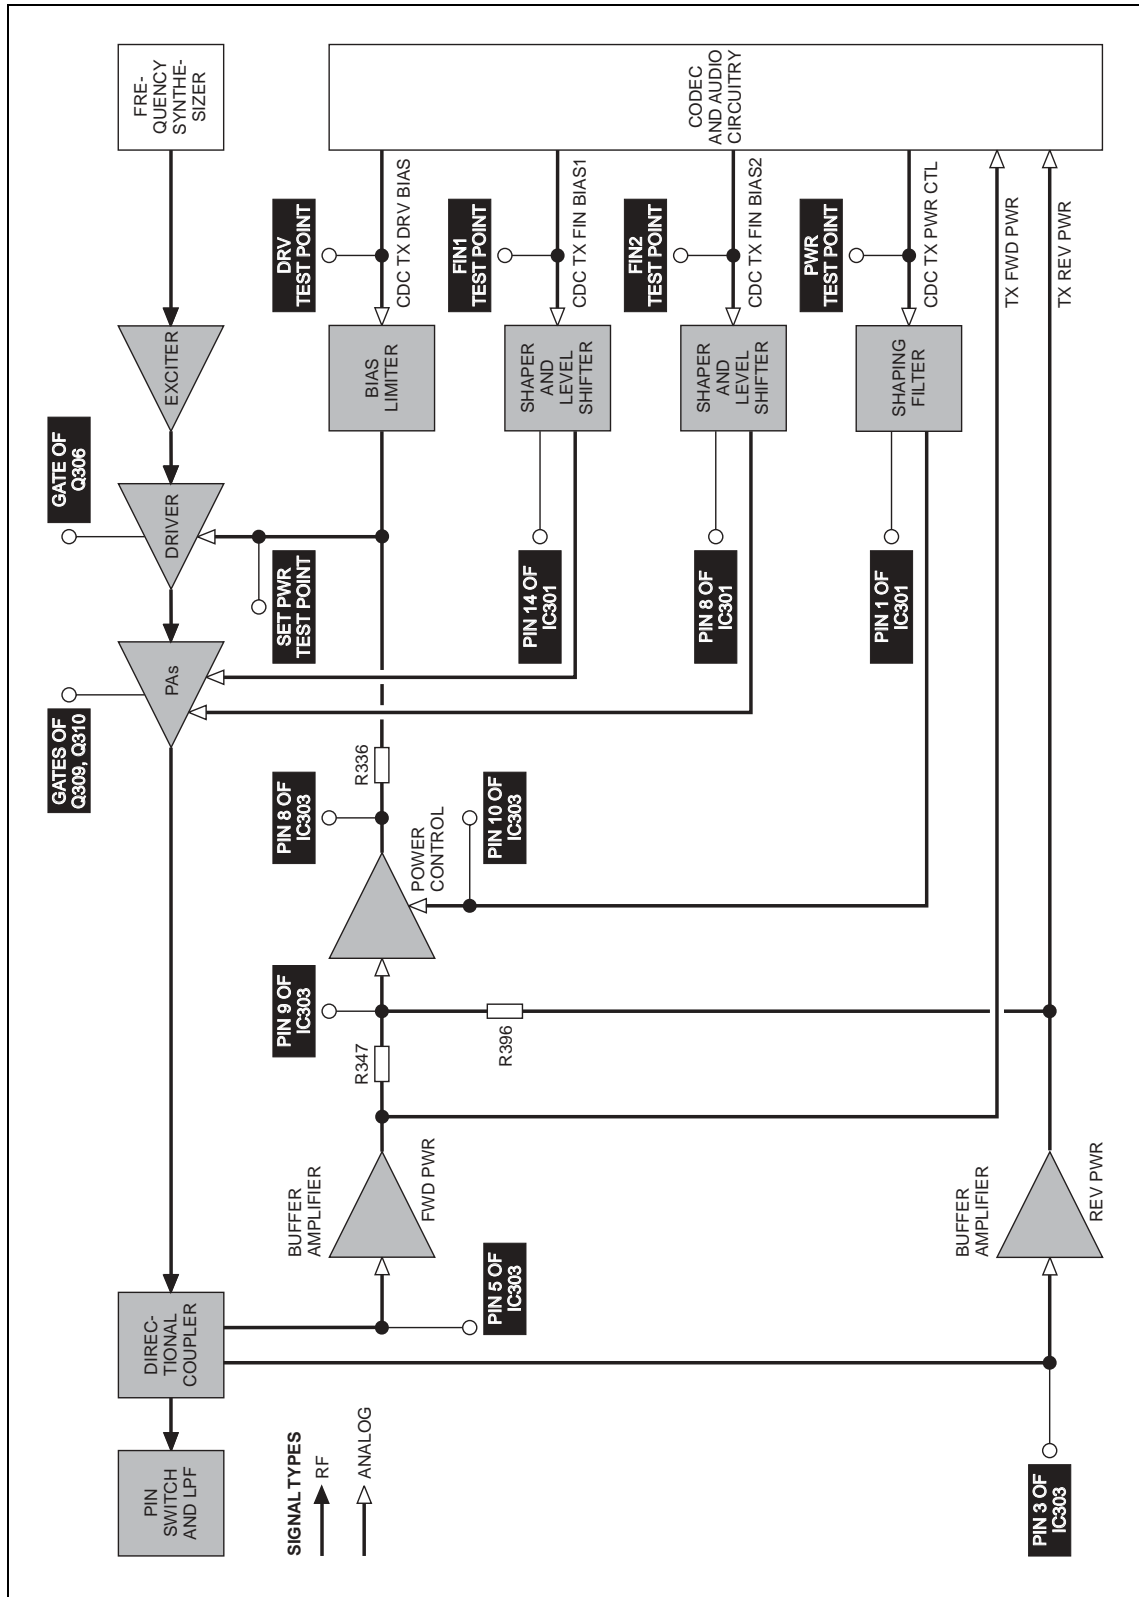 PIN
SWITCH
AND LPF
DIREC-
TIONAL
COUPLER
GATES OF
Q309, Q310
PAs
GATE OF
Q306
DRIVER
EXCITER
FRE-
QUENCY
SYNTHE-
SIZER
SIGNAL TYPES
RF
ANALOG
PIN 5 OF
IC303
BUFFER
AMPLIFIER
FWD PWR
R347
PIN 9 OF
IC303
R396
POWER
CONTROL
PIN 8 OF
IC303
PIN 10 OF
IC303
R336
SET PWR
TEST POINT
BIAS
LIMITER
DRV
TEST POINT
CDC TX DRV BIAS
PIN 14 OF
IC301
SHAPER
AND
LEVEL
SHIFTER
FIN1
TEST POINT
CDC TX FIN BIAS1
PIN 8 OF
IC301
SHAPER
AND
LEVEL
SHIFTER
FIN2
TEST POINT
CDC TX FIN BIAS2
PIN 1 OF
IC301
SHAPING
FILTER
PWR
TEST POINT
CDC TX PWR CTL
CODEC
AND AUDIO
CIRCUITRY
TX FWD PWR
TX REV PWR
PIN 3 OF
IC303
BUFFER
AMPLIFIER
REV PWR